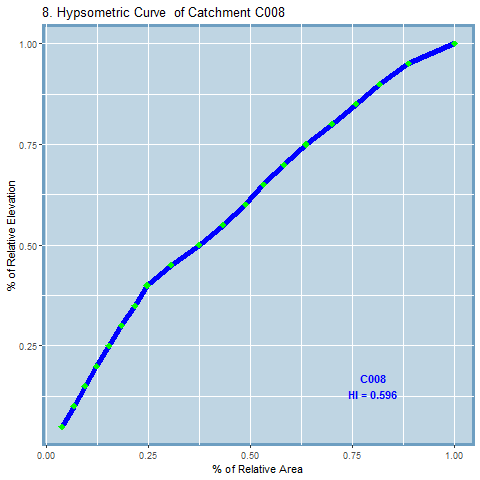 8. Hypsometric Curve  of Catchment C008
% of Relative Elevation
1.00
0.75
0.50
0.25
C008
HI = 0.596
0.00 0.25 0.50 0.75 1.00
% of Relative Area